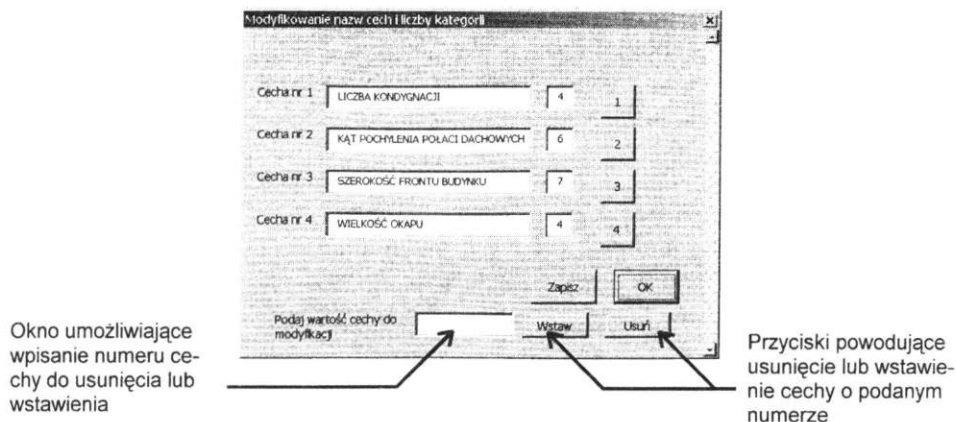 Modyfikowanie nazw cech i liczby kategorii
Cecha nr 1 LICZBA KONDYGNACJI 4 1
Cecha nr 2 KĄT POCHYLENIA POŁACI DACHOWYCH 6 2
Cecha nr 3 SZEROKOŚĆ FRONTU BUDYNKU 7 3
Cecha nr 4 WIELKOŚĆ OKAPU 4 4
Zapisz OK
Podaj wartość cechy do
modyfikacji
Wstaw Usuń
Okno umożliwiające
wpisanie numeru ce-
chy do usunięcia lub
wstawienia
Przyciski powodujące
usunięcie lub wstawie-
nie cechy o podanym
numerze